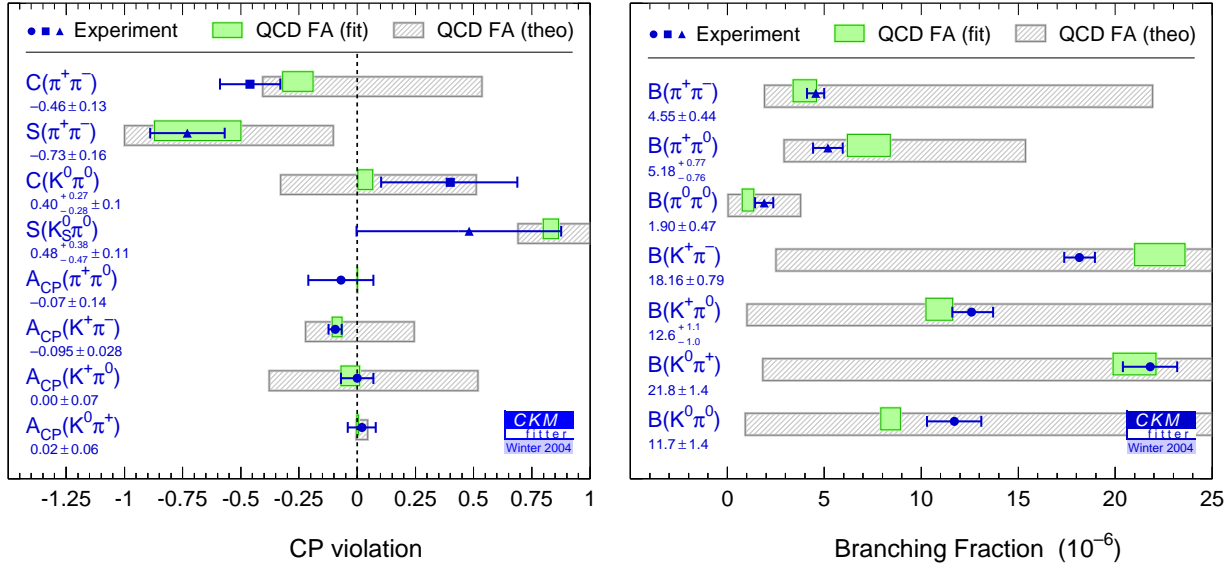 Experiment QCD FA (fit) QCD FA (theo)
C(π⁺π⁻)
−0.46 ± 0.13
S(π⁺π⁻)
−0.73 ± 0.16
C(K⁰π⁰)
0.40 +0.27 −0.28 ± 0.1
S(K⁰Sπ⁰)
0.48 +0.38 −0.47 ± 0.11
A_CP(π⁺π⁰)
−0.07 ± 0.14
A_CP(K⁺π⁻)
−0.095 ± 0.028
A_CP(K⁺π⁰)
0.00 ± 0.07
A_CP(K⁰π⁺)
0.02 ± 0.06
CKM
fitter
Winter 2004
-1.25 -1 -0.75 -0.5 -0.25 0 0.25 0.5 0.75 1
CP violation
Experiment QCD FA (fit) QCD FA (theo)
B(π⁺π⁻)
4.55 ± 0.44
B(π⁺π⁰)
5.18 +0.77 −0.76
B(π⁰π⁰)
1.90 ± 0.47
B(K⁺π⁻)
18.16 ± 0.79
B(K⁺π⁰)
12.6 +1.1 −1.0
B(K⁰π⁺)
21.8 ± 1.4
B(K⁰π⁰)
11.7 ± 1.4
CKM
fitter
Winter 2004
0 5 10 15 20 25
Branching Fraction (10⁻⁶)